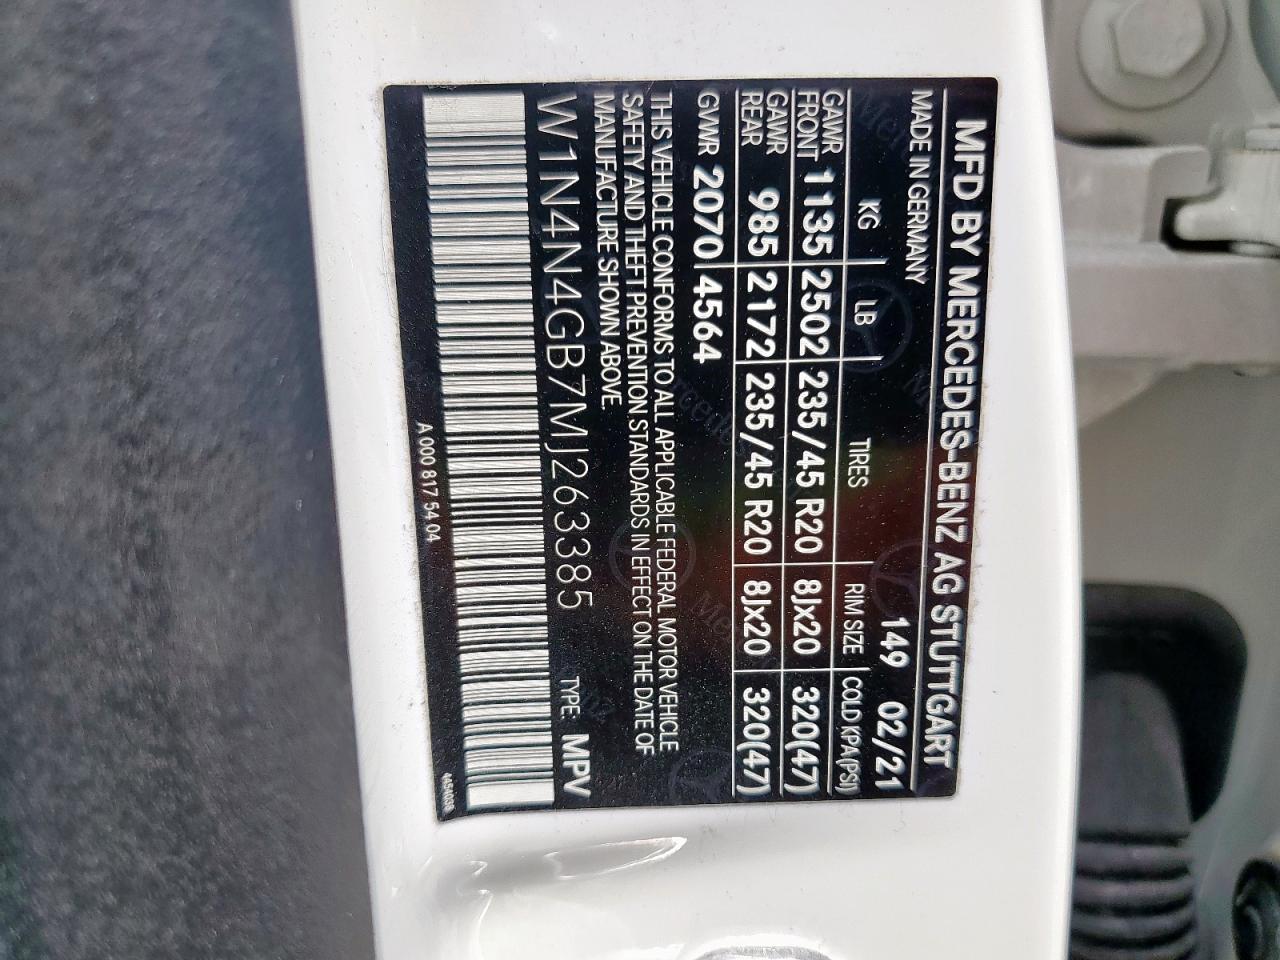 MFD BY MERCEDES-BENZ AG STUTTGART
MADE IN GERMANY 149 02/21
KG LB TIRES RIM SIZE COLD KPA(PSI)
GAWR FRONT 1135 2502 235/45 R20 8Jx20 320(47)
GAWR REAR 985 2172 235/45 R20 8Jx20 320(47)
GVWR 2070 4564
THIS VEHICLE CONFORMS TO ALL APPLICABLE FEDERAL MOTOR VEHICLE
SAFETY AND THEFT PREVENTION STANDARDS IN EFFECT ON THE DATE OF
MANUFACTURE SHOWN ABOVE.
W1N4N4GB7MJ263385 TYPE: MPV
A 000 817 54 04